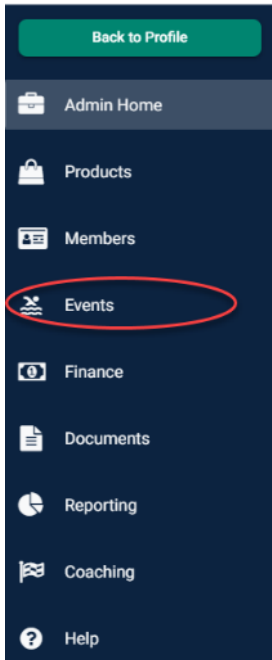 Back to Profile
Admin Home
Products
Members
Events
Finance
Documents
Reporting
Coaching
Help